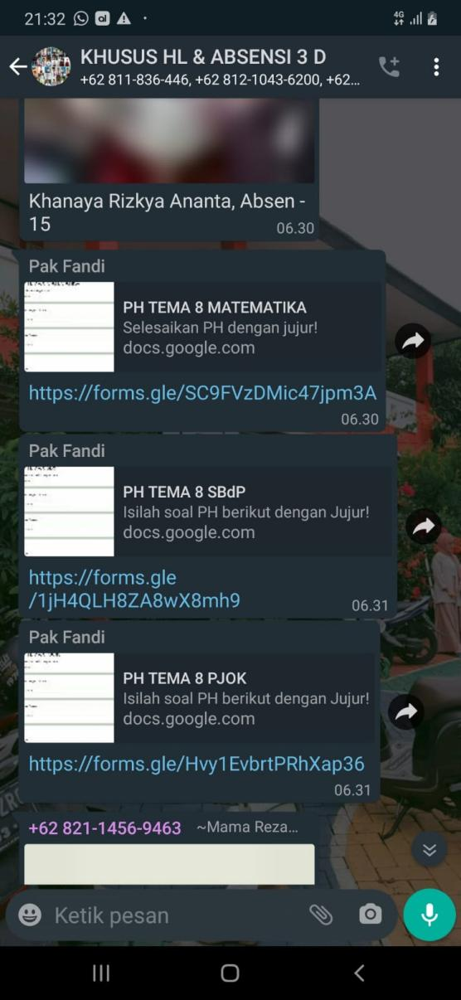 21:32
4G
KHUSUS HL & ABSENSI 3 D
+62 811-836-446, +62 812-1043-6200, +62…
Khanaya Rizkya Ananta, Absen -
15
06.30
Pak Fandi
PH TEMA 8 MATEMATIKA
Selesaikan PH dengan jujur!
docs.google.com
https://forms.gle/SC9FVzDMic47jpm3A
06.30
Pak Fandi
PH TEMA 8 SBdP
Isilah soal PH berikut dengan Jujur!
docs.google.com
https://forms.gle
/1jH4QLH8ZA8wX8mh9
06.31
Pak Fandi
PH TEMA 8 PJOK
Isilah soal PH berikut dengan Jujur!
docs.google.com
https://forms.gle/Hvy1EvbrtPRhXap36
06.31
+62 821-1456-9463 ~Mama Reza…
Ketik pesan